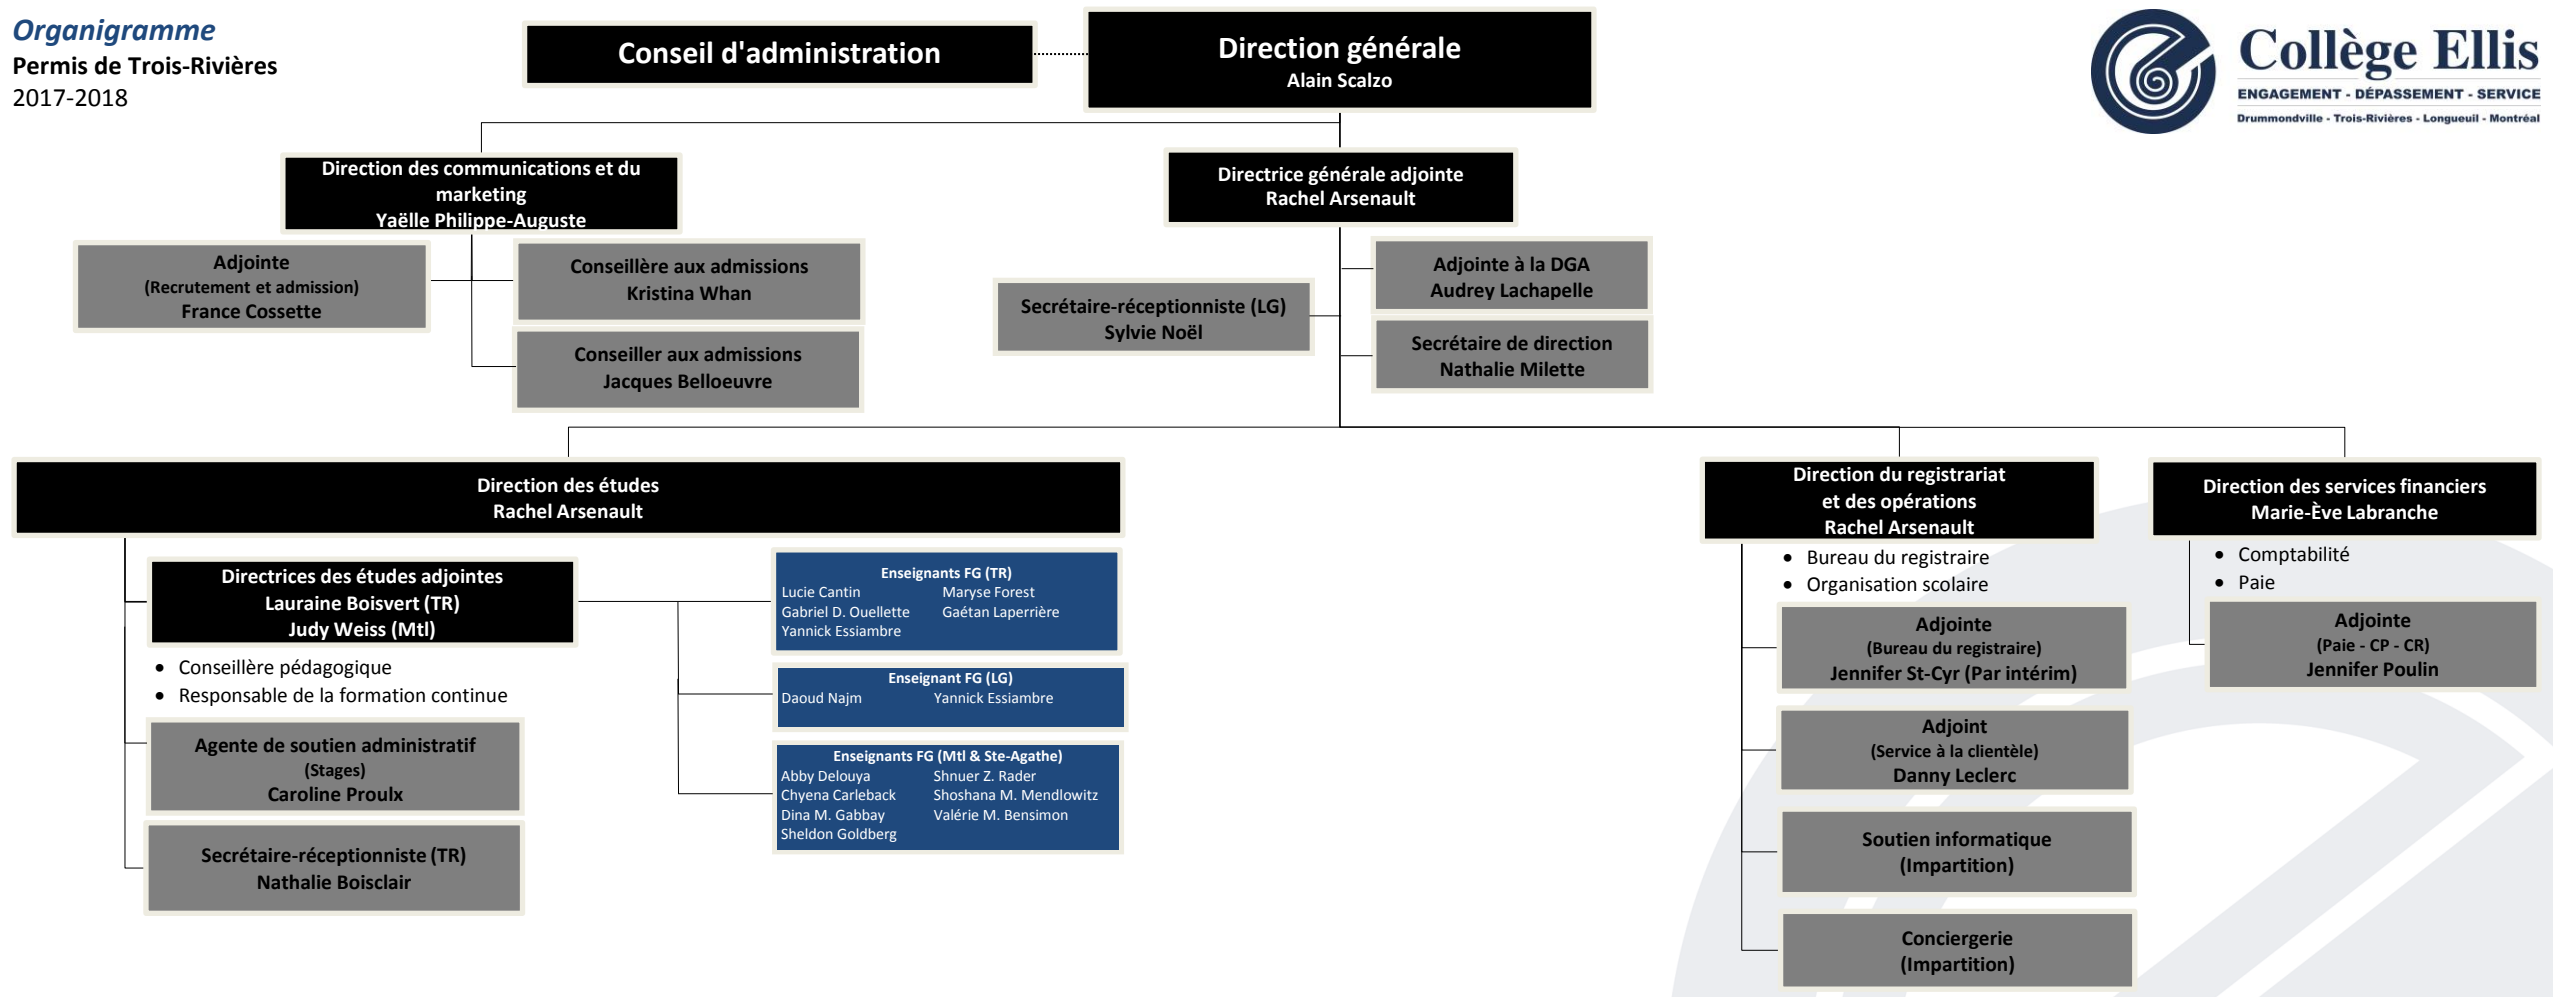 Organigramme
Permis de Trois-Rivières
2017-2018
Conseil d'administration
Direction générale
Alain Scalzo
Collège Ellis
ENGAGEMENT - DÉPASSEMENT - SERVICE
Drummondville - Trois-Rivières - Longueuil - Montréal
Direction des communications et du
marketing
Yaëlle Philippe-Auguste
Directrice générale adjointe
Rachel Arsenault
Adjointe
(Recrutement et admission)
France Cossette
Conseillère aux admissions
Kristina Whan
Conseiller aux admissions
Jacques Belloeuvre
Secrétaire-réceptionniste (LG)
Sylvie Noël
Adjointe à la DGA
Audrey Lachapelle
Secrétaire de direction
Nathalie Milette
Direction des études
Rachel Arsenault
Directrices des études adjointes
Lauraine Boisvert (TR)
Judy Weiss (Mtl)
• Conseillère pédagogique
• Responsable de la formation continue
Agente de soutien administratif
(Stages)
Caroline Proulx
Secrétaire-réceptionniste (TR)
Nathalie Boisclair
Enseignants FG (TR)
Lucie Cantin Maryse Forest
Gabriel D. Ouellette Gaétan Laperrière
Yannick Essiambre
Enseignant FG (LG)
Daoud Najm Yannick Essiambre
Enseignants FG (Mtl & Ste-Agathe)
Abby Delouya Shnuer Z. Rader
Chyena Carleback Shoshana M. Mendlowitz
Dina M. Gabbay Valérie M. Bensimon
Sheldon Goldberg
Direction du registrariat
et des opérations
Rachel Arsenault
• Bureau du registraire
• Organisation scolaire
Adjointe
(Bureau du registraire)
Jennifer St-Cyr (Par intérim)
Adjoint
(Service à la clientèle)
Danny Leclerc
Soutien informatique
(Impartition)
Conciergerie
(Impartition)
Direction des services financiers
Marie-Ève Labranche
• Comptabilité
• Paie
Adjointe
(Paie - CP - CR)
Jennifer Poulin